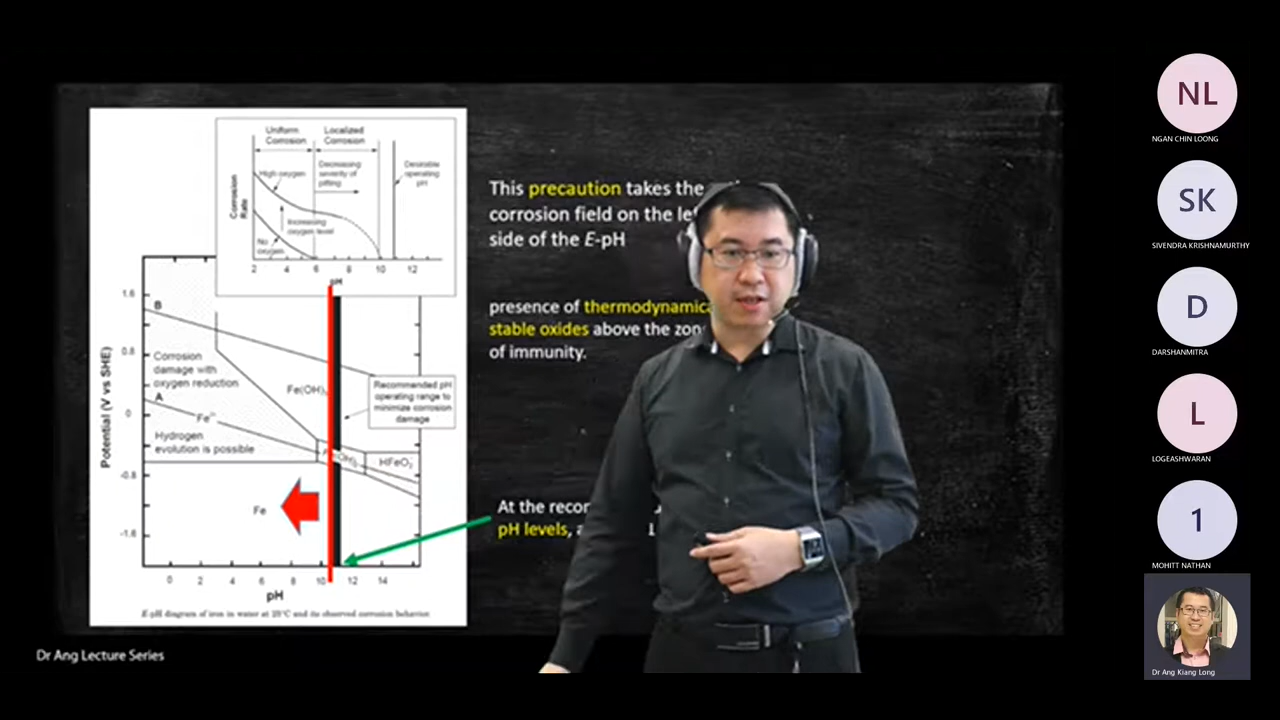 Uniform
Corrosion
Localized
Corrosion
High oxygen
Decreasing
severity of
pitting
Desirable
operating
pH
Corrosion
Rate
Increasing
oxygen level
No
oxygen
2 4 6 8 10 12
pH
1.6
B
0.8
Corrosion
damage with
oxygen reduction
Fe(OH)
Recommended pH
operating range to
minimize corrosion
damage
A
0
Fe
Hydrogen
evolution is possible
HFeO
-0.8
Fe
-1.6
Potential (V vs SHE)
0 2 4 6 8 10 12 14
pH
E-pH diagram of iron in water at 25°C and its observed corrosion behavior.
This precaution takes the
corrosion field on the
side of the E-pH
presence of
stable oxides above the
of immunity.
At the
pH levels,
Dr Ang Lecture Series
NL
NGAN CHIN LOONG
SK
SIVENDRA KRISHNAMURTHY
D
DARSHANMITRA
L
LOGEASHWARAN
1
MOHITT NATHAN
Dr Ang Kiang Long